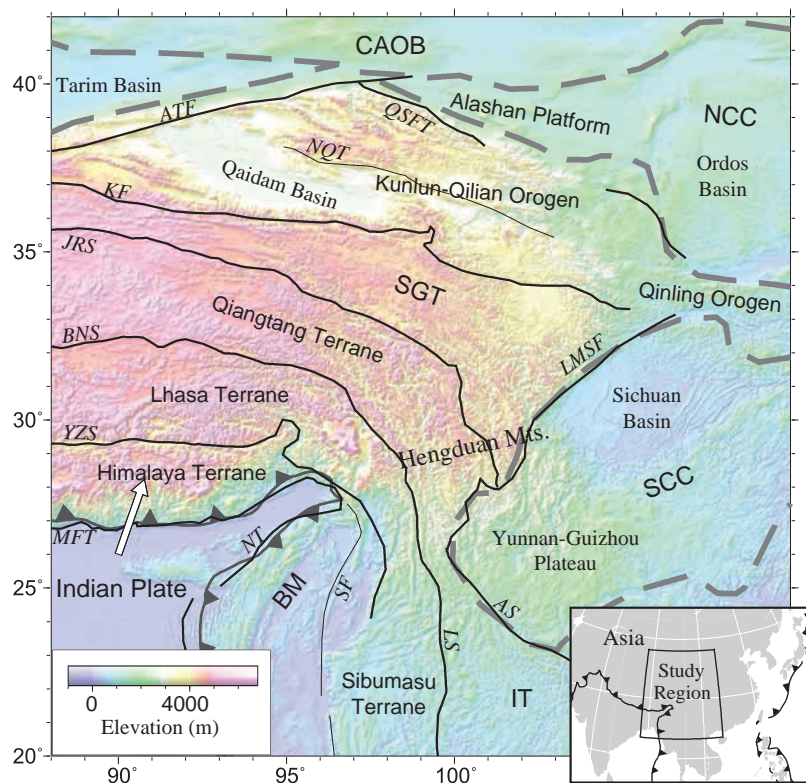 CAOB
40°
Tarim Basin
ATF
QSFT
Alashan Platform
NCC
Ordos
Basin
NQT
Qaidam Basin
Kunlun-Qilian Orogen
KF
35°
JRS
SGT
Qinling Orogen
Qiangtang Terrane
BNS
LMSF
Lhasa Terrane
Sichuan
Basin
30°
YZS
Hengduan Mts.
Himalaya Terrane
SCC
MFT
NT
Yunnan-Guizhou
Plateau
25°
Indian Plate
BM
SF
AS
LS
Asia
Study
Region
0
4000
Elevation (m)
Sibumasu
Terrane
IT
20°
90
95
100